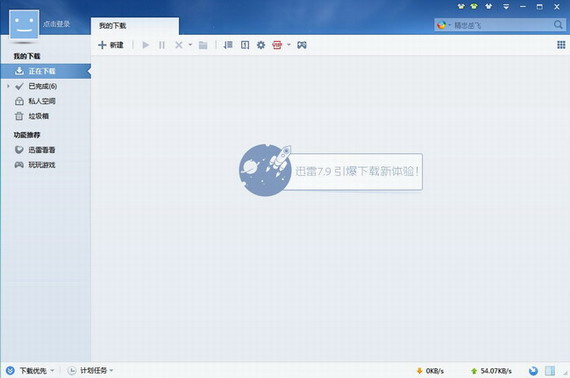 点击登录
我的下载
精忠岳飞
我的下载
正在下载
已完成(6)
私人空间
垃圾箱
功能推荐
迅雷看看
玩玩游戏
新建
VIP
迅雷7.9 引爆下载新体验!
下载优先
计划任务
0KB/s
54.07KB/s